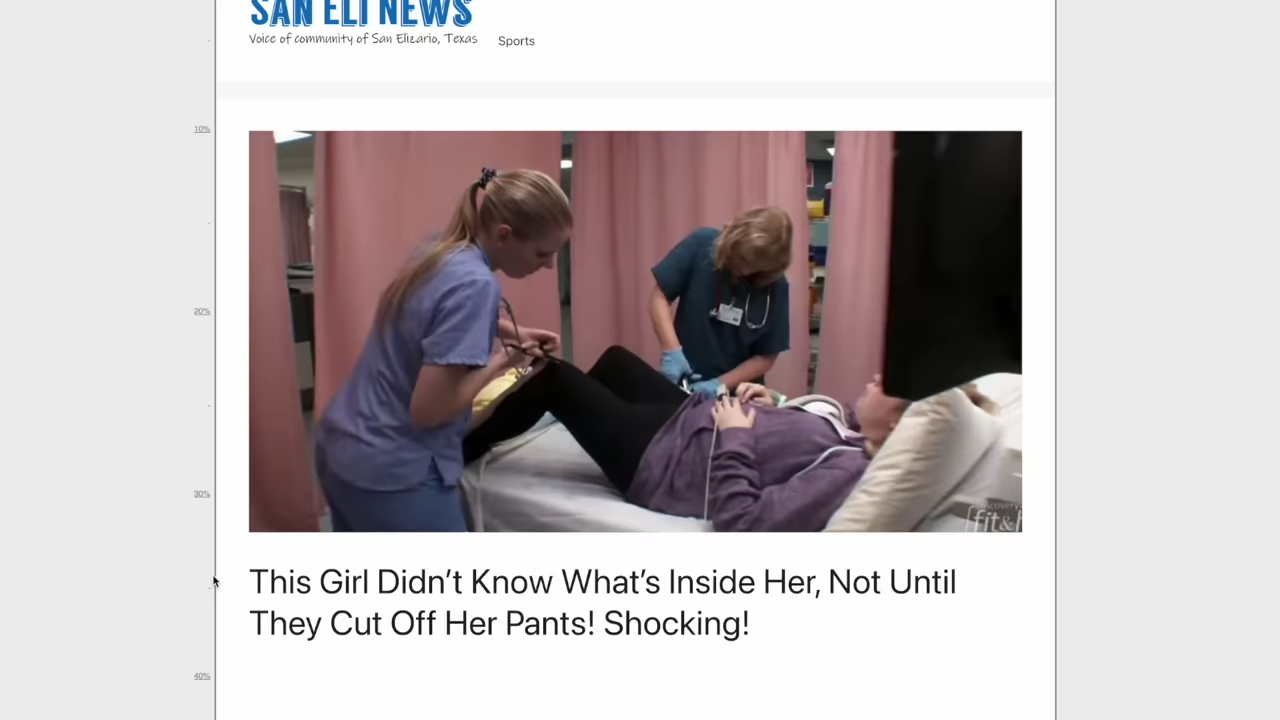 SAN ELI NEWS
Voice of community of San Elizario, Texas
Sports
10%
20%
fit&
30%
This Girl Didn’t Know What’s Inside Her, Not Until
They Cut Off Her Pants! Shocking!
40%